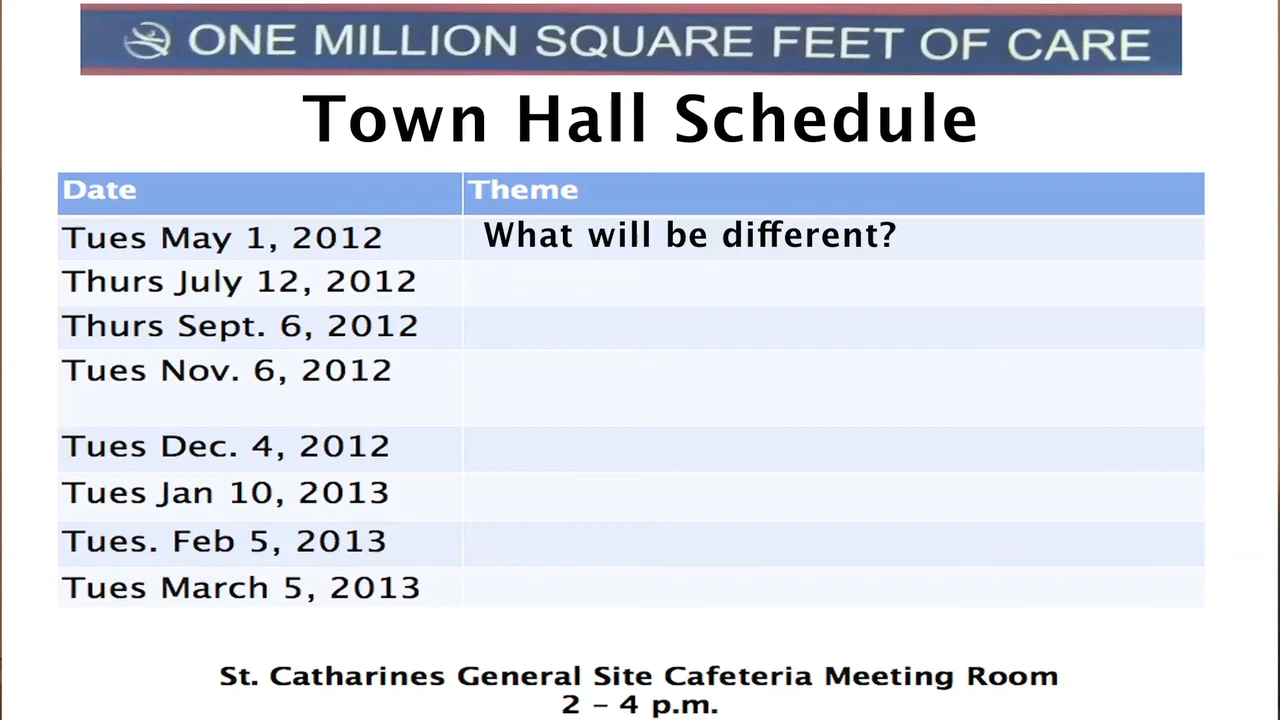 ONE MILLION SQUARE FEET OF CARE
Town Hall Schedule
Date Theme
Tues May 1, 2012 What will be different?
Thurs July 12, 2012
Thurs Sept. 6, 2012
Tues Nov. 6, 2012
Tues Dec. 4, 2012
Tues Jan 10, 2013
Tues. Feb 5, 2013
Tues March 5, 2013
St. Catharines General Site Cafeteria Meeting Room
2 – 4 p.m.